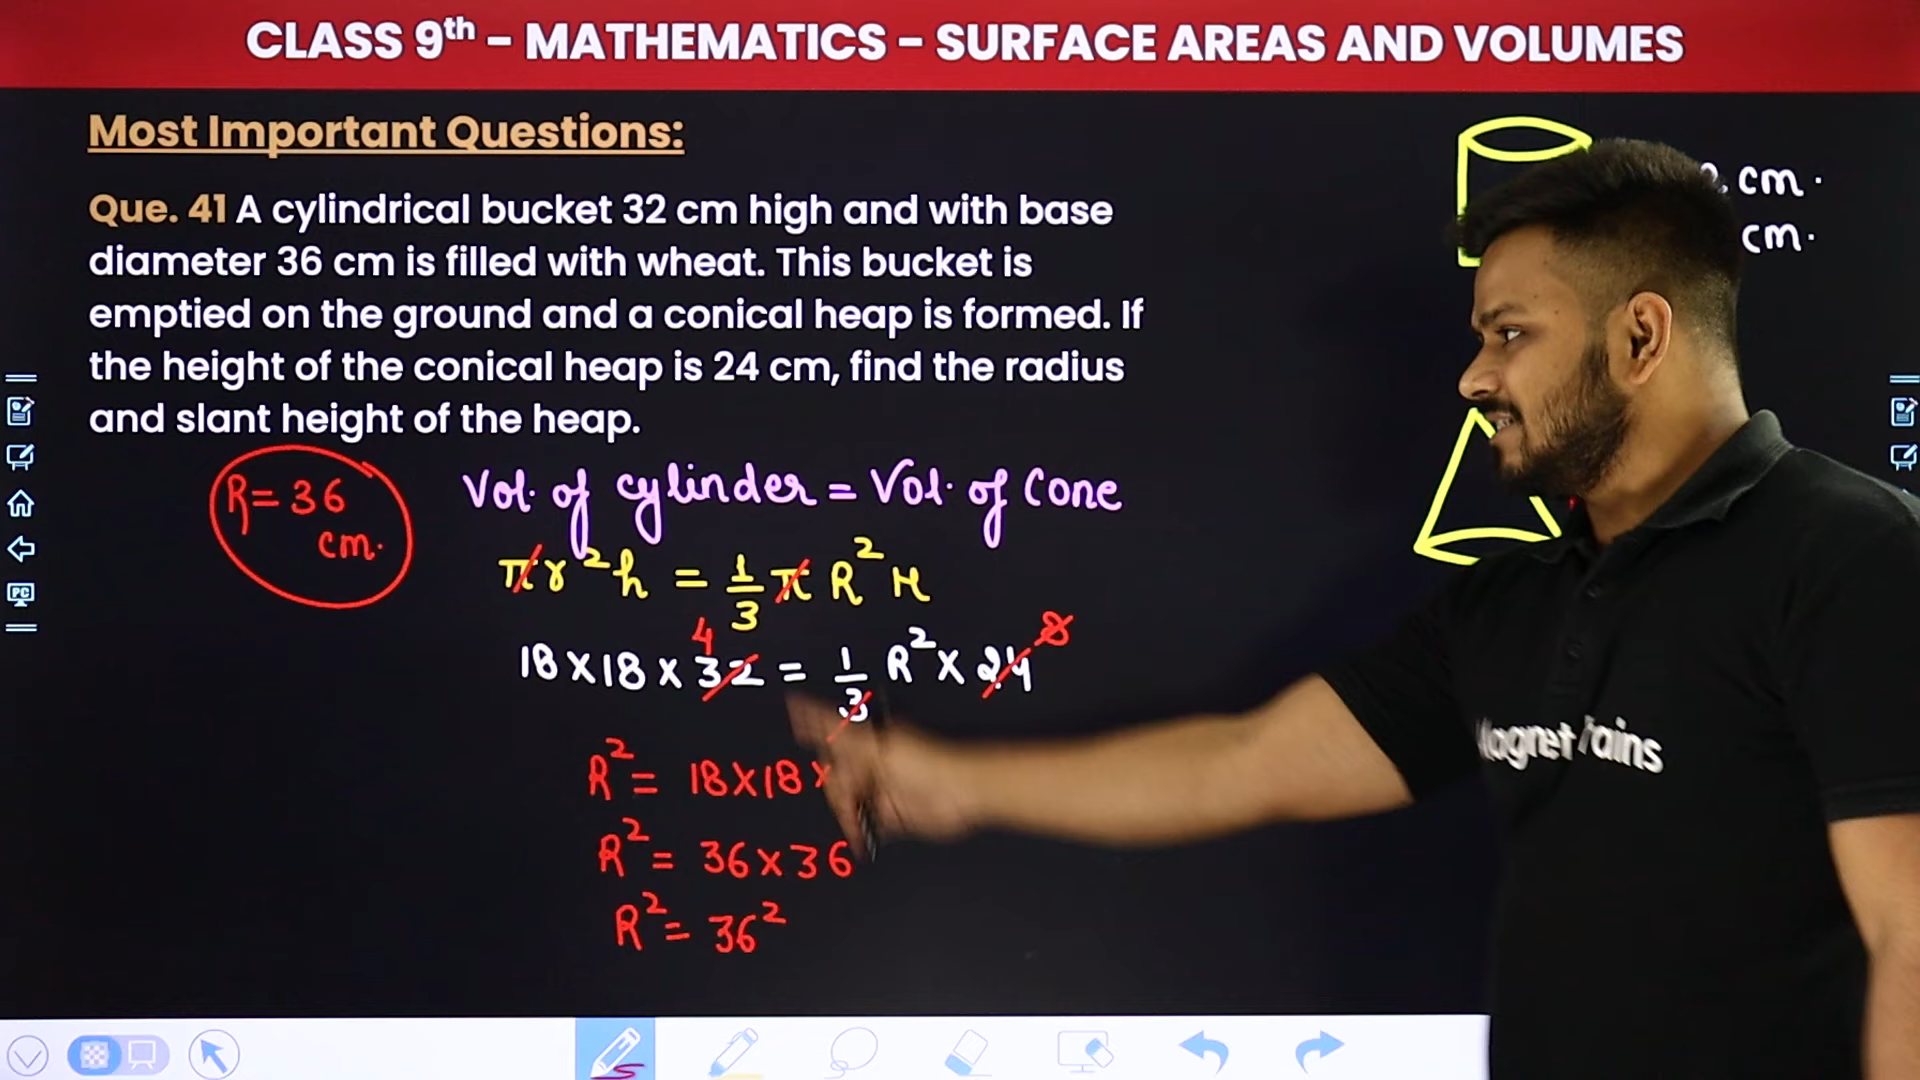 CLASS 9th - MATHEMATICS - SURFACE AREAS AND VOLUMES
Most Important Questions:
Que. 41 A cylindrical bucket 32 cm high and with base
diameter 36 cm is filled with wheat. This bucket is
emptied on the ground and a conical heap is formed. If
the height of the conical heap is 24 cm, find the radius
and slant height of the heap.
cm.
cm.
R = 36
cm.
Vol. of cylinder = Vol. of Cone
πr²h = 1/3 π R² H
4 8
18 × 18 × 32 = 1/3 R² × 24
R² = 18 × 18 ×
R² = 36 × 36
R² = 36²
PC